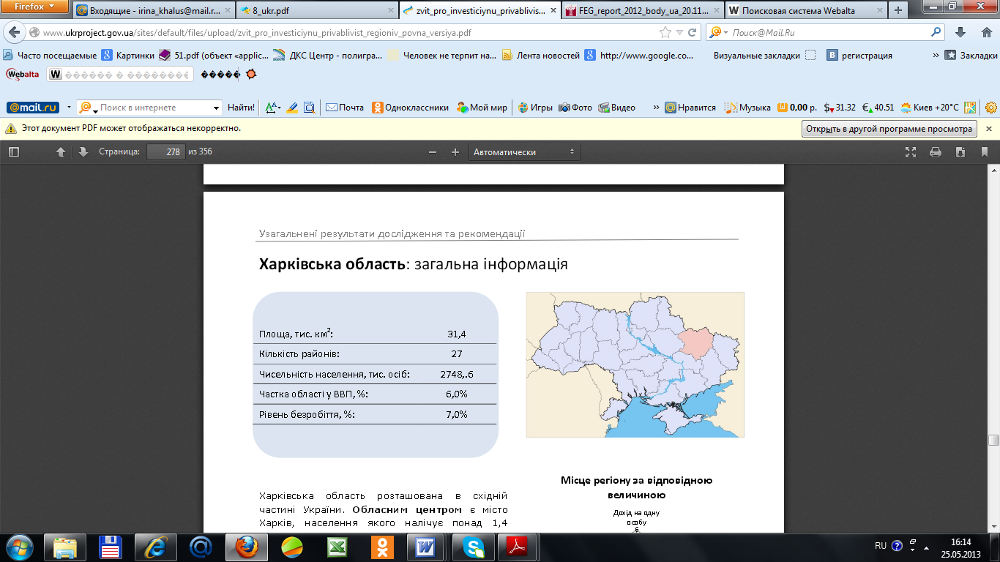 Firefox
Входящие - irina_khalus@mail.r...
8_ukr.pdf
zvit_pro_investiciynu_privablivis...
FEG_report_2012_body_ua_20.11...
W Поисковая система Webalta
www.ukrproject.gov.ua/sites/default/files/upload/zvit_pro_investiciynu_privablivist_regioniv_povna_versiya.pdf
Поиск@Mail.Ru
Часто посещаемые
Картинки
51.pdf (объект «applic...
ДКС Центр - полигра...
Человек не терпит на...
Лента новостей
http://www.google.co...
Визуальные закладки
В регистрация
»
Закладки
Webalta
W ������ � ��������
�����
@mail.ru
Поиск в интернете
Найти!
Почта
Одноклассники
Мой мир
Игры
Фото
Видео
»
Нравится
Музыка
0,00 р.
$ 31.32
€ 40.51
Киев +20°C
Этот документ PDF может отображаться некорректно.
Открыть в другой программе просмотра
Страница: 278 из 356
Автоматически
Узагальнені результати дослідження та рекомендації
Харківська область: загальна інформація
Площа, тис. км²: 31,4
Кількість районів: 27
Чисельність населення, тис. осіб: 2748,.6
Частка області у ВВП, %: 6,0%
Рівень безробіття, %: 7,0%
Харківська область розташована в східній
частині України. Обласним центром є місто
Харків, населення якого налічує понад 1,4
Місце регіону за відповідною
величиною
Дохід на одну
особу
6
RU
16:14
25.05.2013